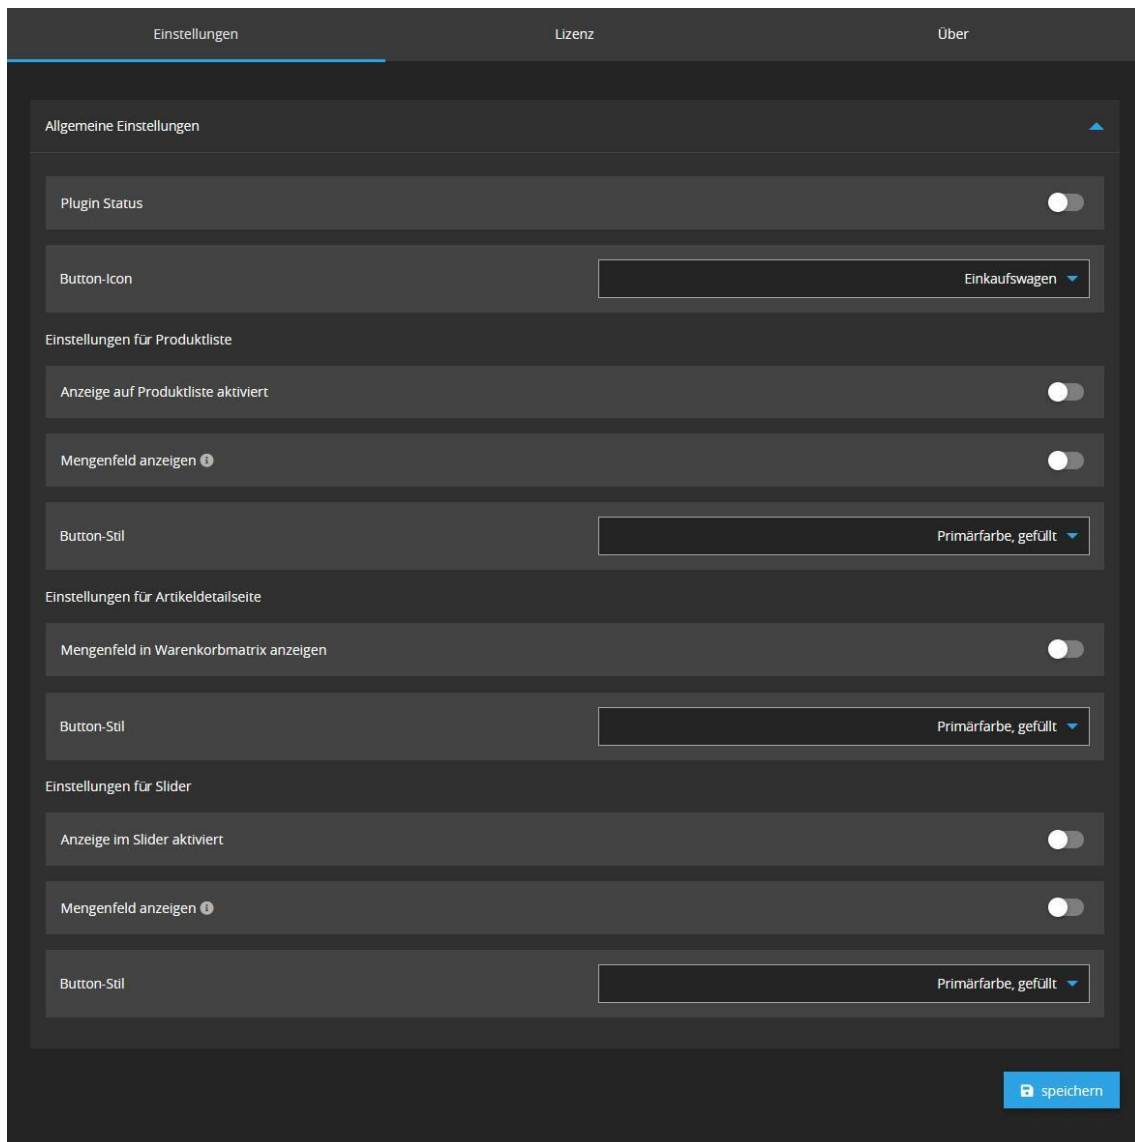 Einstellungen
Lizenz
Über
Allgemeine Einstellungen
Plugin Status
Button-Icon
Einkaufswagen
Einstellungen für Produktliste
Anzeige auf Produktliste aktiviert
Mengenfeld anzeigen
Button-Stil
Primärfarbe, gefüllt
Einstellungen für Artikeldetailseite
Mengenfeld in Warenkorbmatrix anzeigen
Button-Stil
Primärfarbe, gefüllt
Einstellungen für Slider
Anzeige im Slider aktiviert
Mengenfeld anzeigen
Button-Stil
Primärfarbe, gefüllt
speichern